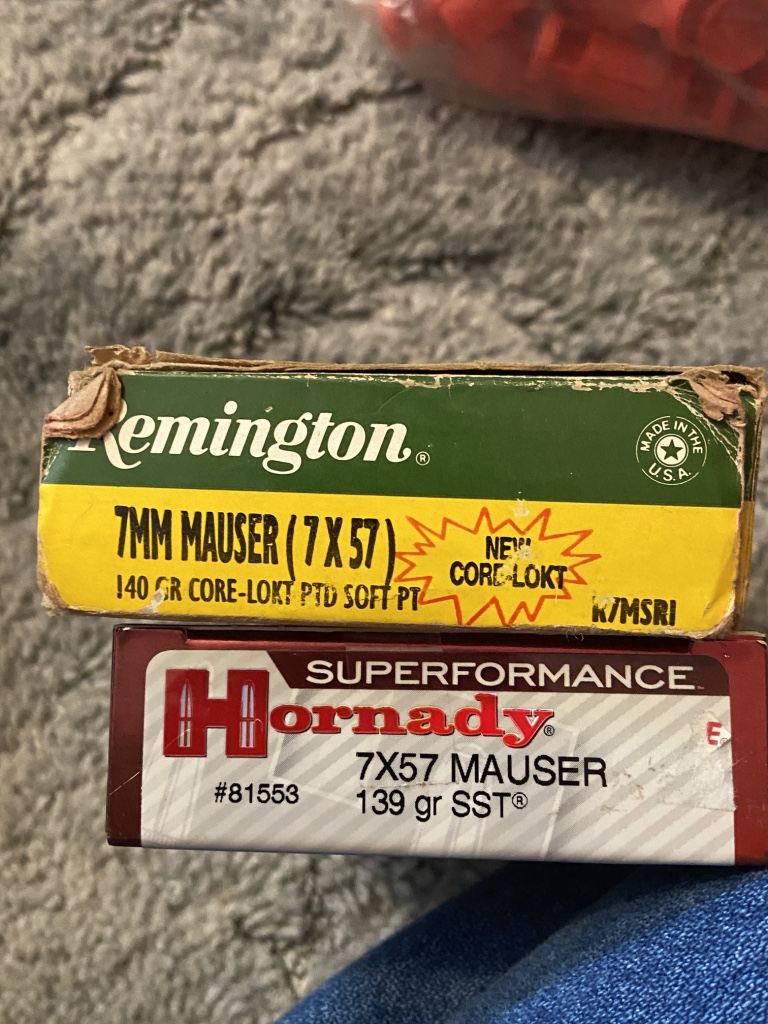 Remington®
MADE IN THE
U.S.A.
7MM MAUSER (7 X 57)
NEW
CORE-LOKT
140 GR CORE-LOKT PTD SOFT PT
R7MSR1
SUPERFORMANCE™
Hornady®
7X57 MAUSER
#81553
139 gr SST®